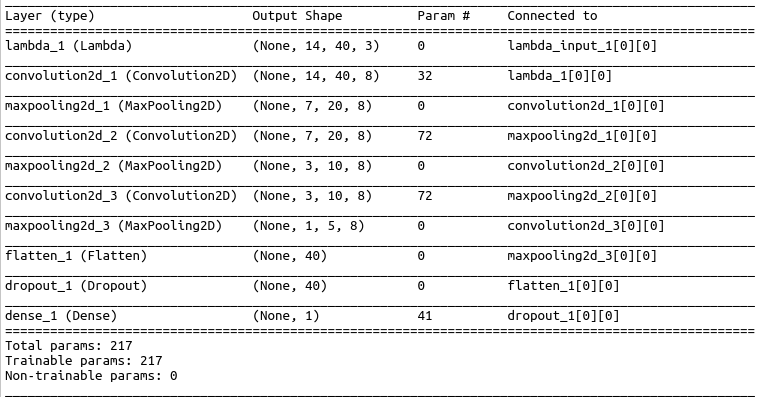 Layer (type) Output Shape Param # Connected to
lambda_1 (Lambda) (None, 14, 40, 3) 0 lambda_input_1[0][0]
convolution2d_1 (Convolution2D) (None, 14, 40, 8) 32 lambda_1[0][0]
maxpooling2d_1 (MaxPooling2D) (None, 7, 20, 8) 0 convolution2d_1[0][0]
convolution2d_2 (Convolution2D) (None, 7, 20, 8) 72 maxpooling2d_1[0][0]
maxpooling2d_2 (MaxPooling2D) (None, 3, 10, 8) 0 convolution2d_2[0][0]
convolution2d_3 (Convolution2D) (None, 3, 10, 8) 72 maxpooling2d_2[0][0]
maxpooling2d_3 (MaxPooling2D) (None, 1, 5, 8) 0 convolution2d_3[0][0]
flatten_1 (Flatten) (None, 40) 0 maxpooling2d_3[0][0]
dropout_1 (Dropout) (None, 40) 0 flatten_1[0][0]
dense_1 (Dense) (None, 1) 41 dropout_1[0][0]
Total params: 217
Trainable params: 217
Non-trainable params: 0